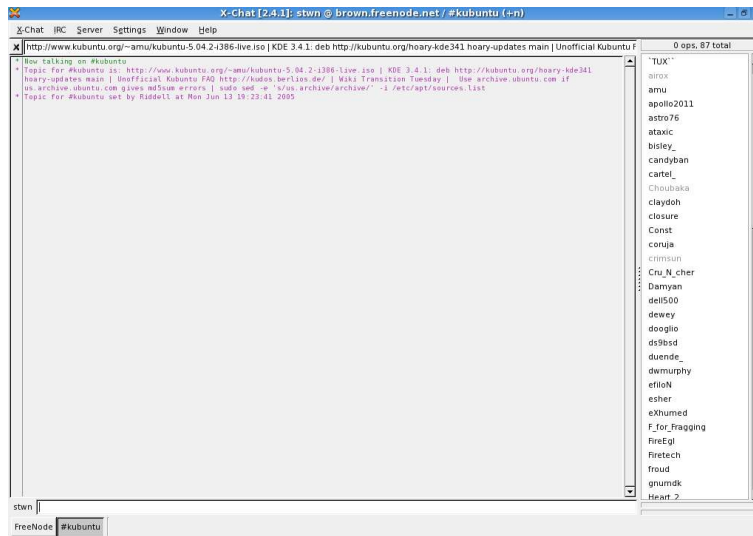 X-Chat [2.4.1]: stwn @ brown.freenode.net / #kubuntu (+n)
X-Chat IRC Server Settings Window Help
X http://www.kubuntu.org/~amu/kubuntu-5.04.2-i386-live.iso | KDE 3.4.1: deb http://kubuntu.org/hoary-kde341 hoary-updates main | Unofficial Kubuntu F
0 ops, 87 total
* Now talking on #kubuntu
* Topic for #kubuntu is: http://www.kubuntu.org/~amu/kubuntu-5.04.2-i386-live.iso | KDE 3.4.1: deb http://kubuntu.org/hoary-kde341
hoary-updates main | Unofficial Kubuntu FAQ http://kudos.berlios.de/ | Wiki Transition Tuesday | Use archive.ubuntu.com if
us.archive.ubuntu.com gives md5sum errors | sudo sed -e 's/us.archive/archive/' -i /etc/apt/sources.list
* Topic for #kubuntu set by Riddell at Mon Jun 13 19:23:41 2005
`TUX``
airox
amu
apollo2011
astro76
ataxic
bisley_
candyban
cartel_
Choubaka
claydoh
closure
Const
coruja
crimsun
Cru_N_cher
Damyan
dell500
dewey
dooglio
ds9bsd
duende_
dwmurphy
efiloN
esher
eXhumed
F_for_Fragging
FireEgl
Firetech
froud
gnumdk
Heart_2
stwn
FreeNode #kubuntu